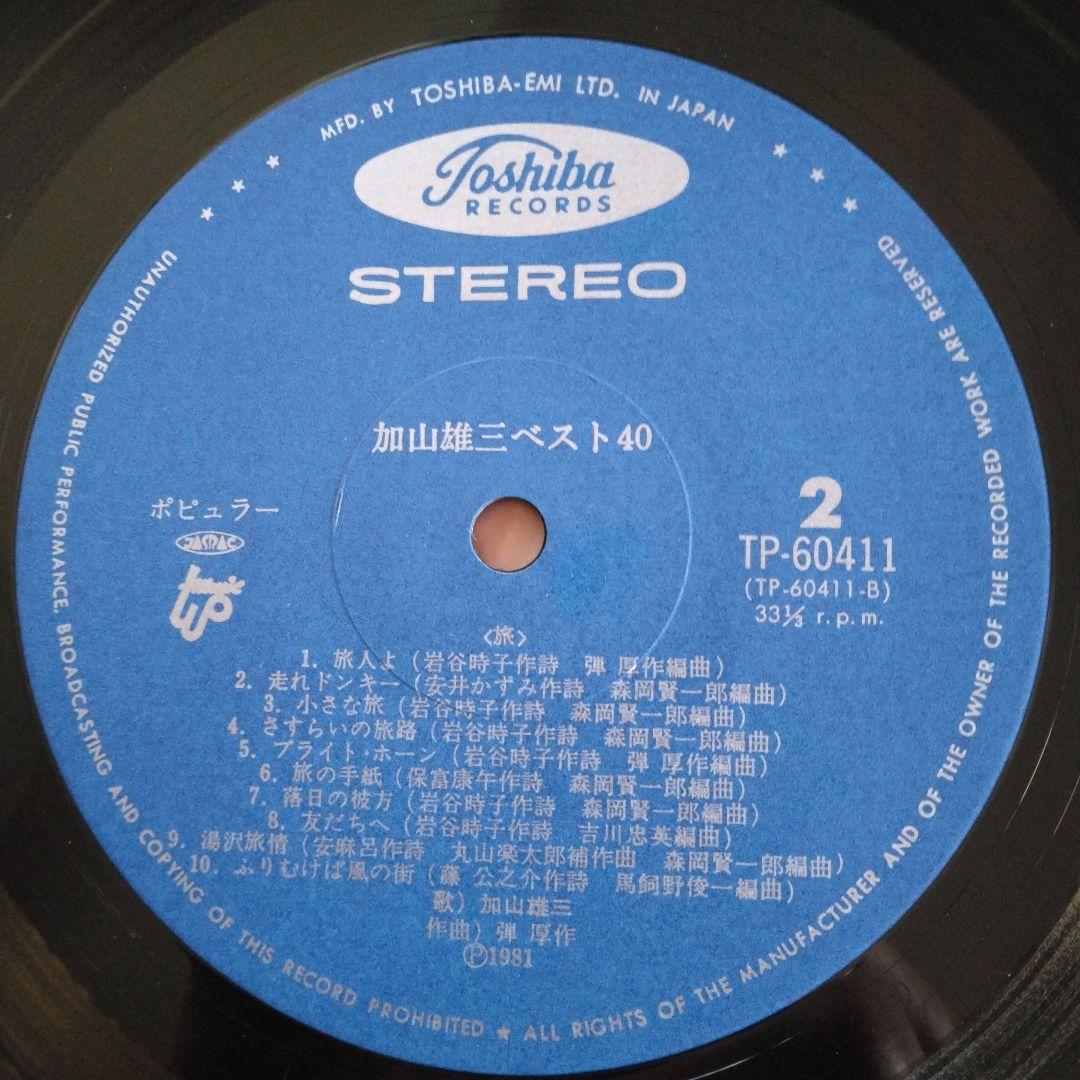 MFD. BY TOSHIBA-EMI LTD. IN JAPAN
Toshiba
RECORDS
STEREO
加山雄三ベスト40
ポピュラー
JASRAC
2
TP-60411
(TP-60411-B)
33⅓ r.p.m.
〈旅〉
1. 旅人よ (岩谷時子作詩 弾 厚作編曲)
2. 走れドンキー (安井かずみ作詩 森岡賢一郎編曲)
3. 小さな旅 (岩谷時子作詩 森岡賢一郎編曲)
4. さすらいの旅路 (岩谷時子作詩 森岡賢一郎編曲)
5. ブライト・ホーン (岩谷時子作詩 弾 厚作編曲)
6. 旅の手紙 (保富康午作詩 森岡賢一郎編曲)
7. 落日の彼方 (岩谷時子作詩 森岡賢一郎編曲)
8. 友だちへ (岩谷時子作詩 吉川忠英編曲)
9. 湯沢旅情 (安麻呂作詩 丸山楽太郎補作曲 森岡賢一郎編曲)
10. ふりむけば風の街 (藤 公之介作詩 馬飼野俊一編曲)
歌) 加山雄三
作曲) 弾 厚作
Ⓟ1981
UNAUTHORIZED PUBLIC PERFORMANCE, BROADCASTING AND COPYING OF THIS RECORD PROHIBITED ★ ALL RIGHTS OF THE MANUFACTURER AND OF THE OWNER OF THE RECORDED WORK ARE RESERVED